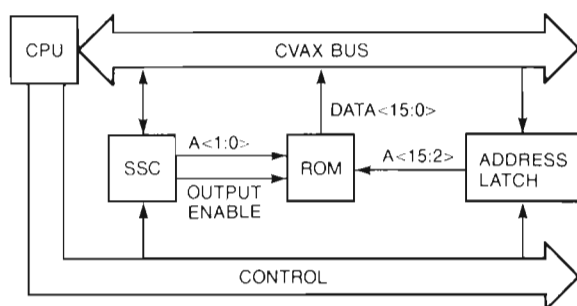 CPU
CVAX BUS
DATA<15:0>
A<1:0>
A<15:2>
SSC
ROM
ADDRESS
LATCH
OUTPUT
ENABLE
CONTROL